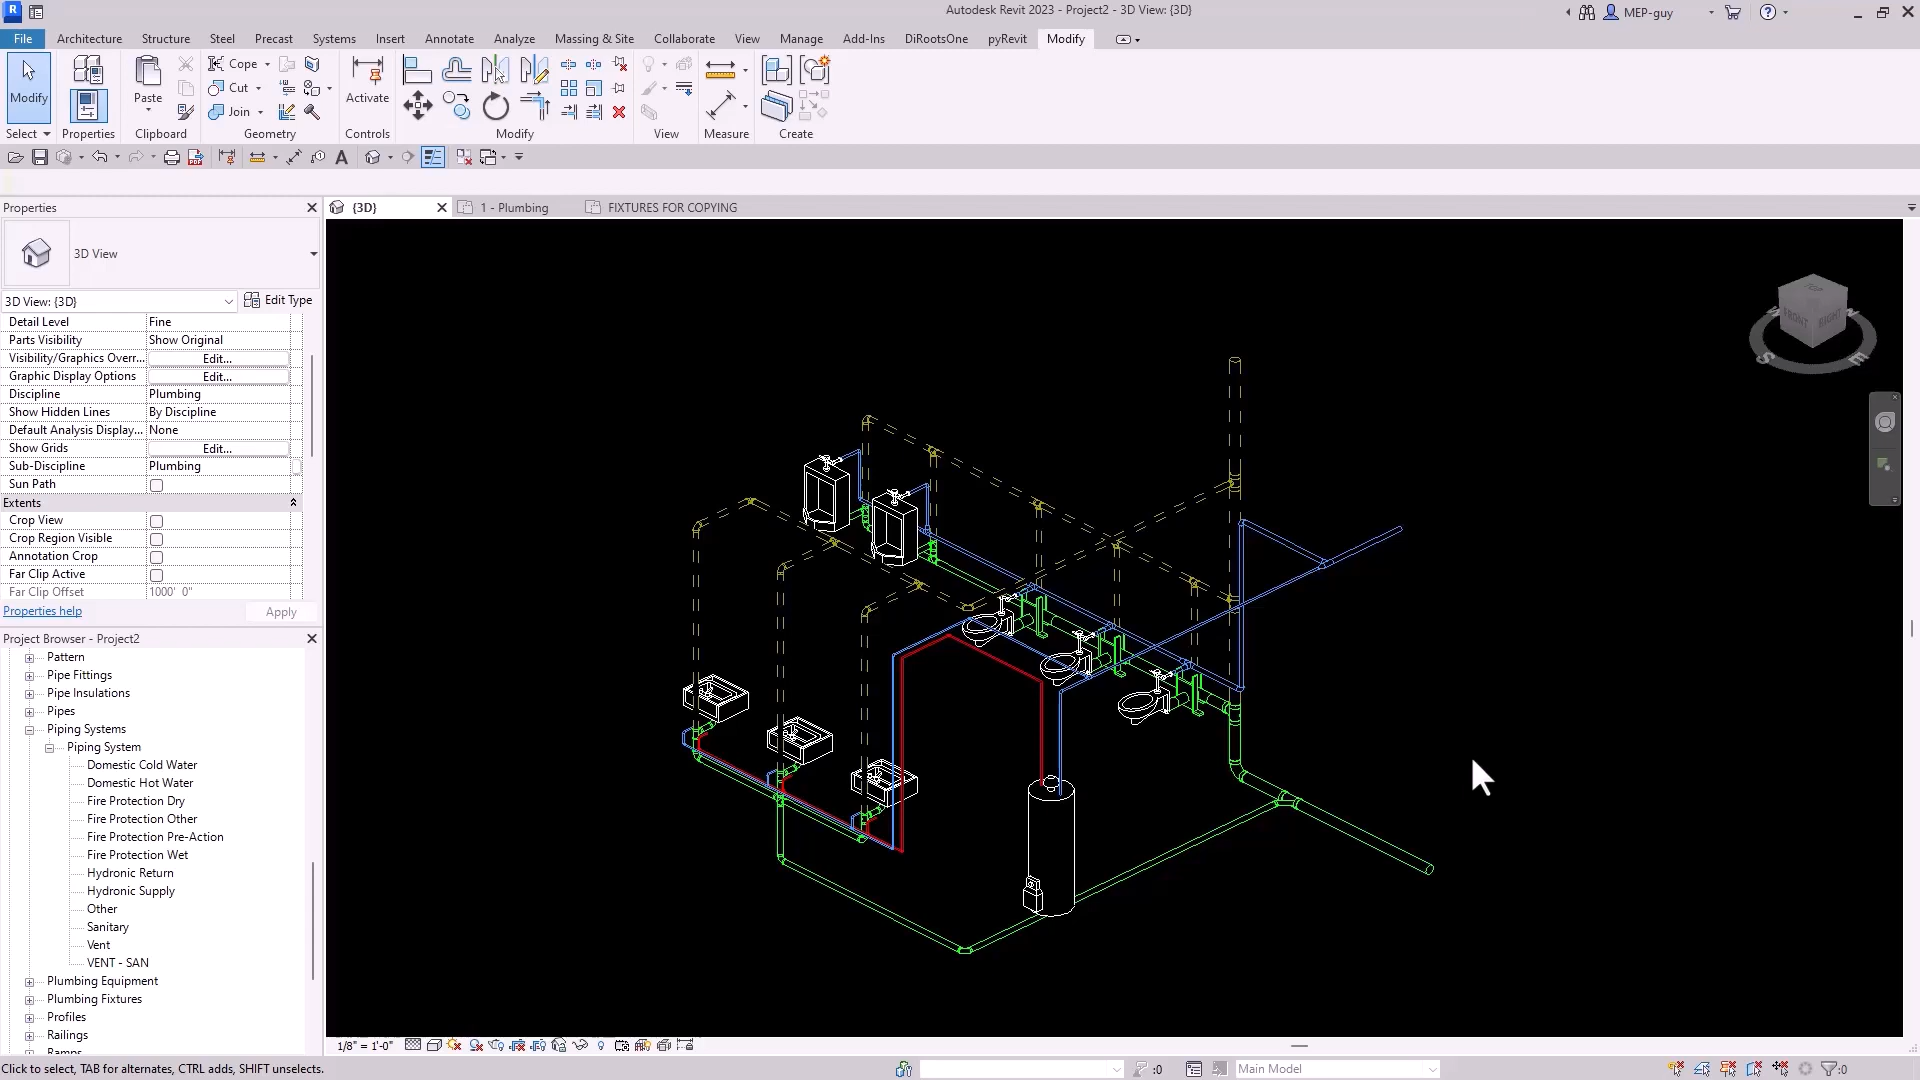 R
Autodesk Revit 2023 - Project2 - 3D View: {3D}
MEP-guy
File Architecture Structure Steel Precast Systems Insert Annotate Analyze Massing & Site Collaborate View Manage Add-Ins DiRootsOne pyRevit Modify
Modify
Paste
Cope
Cut
Join
Activate
Select Properties Clipboard Geometry Controls Modify View Measure Create
A
Properties
{3D} 1 - Plumbing FIXTURES FOR COPYING
3D View
3D View: {3D} Edit Type
Detail Level Fine
Parts Visibility Show Original
Visibility/Graphics Overr... Edit...
Graphic Display Options Edit...
Discipline Plumbing
Show Hidden Lines By Discipline
Default Analysis Display... None
Show Grids Edit...
Sub-Discipline Plumbing
Sun Path
Extents
Crop View
Crop Region Visible
Annotation Crop
Far Clip Active
Far Clip Offset 1000' 0"
Properties help Apply
Project Browser - Project2
Pattern
Pipe Fittings
Pipe Insulations
Pipes
Piping Systems
Piping System
Domestic Cold Water
Domestic Hot Water
Fire Protection Dry
Fire Protection Other
Fire Protection Pre-Action
Fire Protection Wet
Hydronic Return
Hydronic Supply
Other
Sanitary
Vent
VENT - SAN
Plumbing Equipment
Plumbing Fixtures
Profiles
Railings
Ramps
TOP
FRONT RIGHT
S E
1/8" = 1'-0"
Click to select, TAB for alternates, CTRL adds, SHIFT unselects.
:0
Main Model
:0